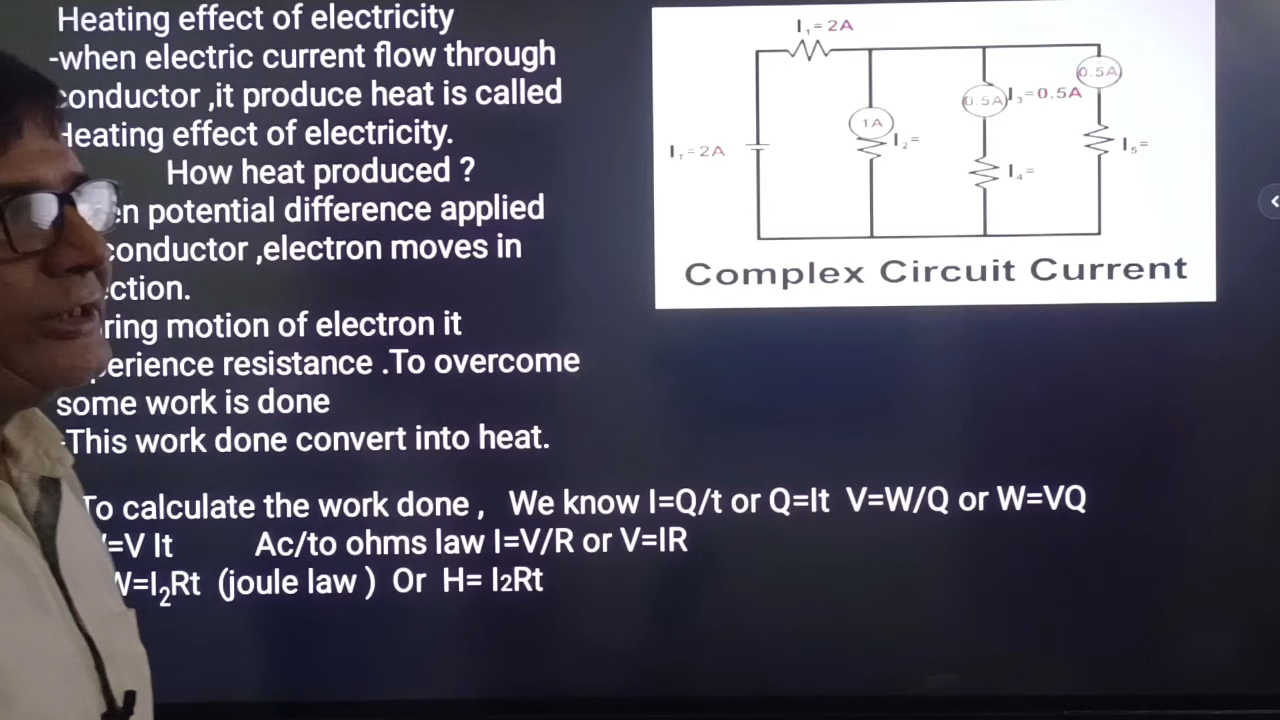 Heating effect of electricity
-when electric current flow through
conductor ,it produce heat is called
Heating effect of electricity.
How heat produced ?
potential difference applied
conductor ,electron moves in
motion of electron it
resistance .To overcome
some work is done
-This work done convert into heat.
To calculate the work done , We know I=Q/t or Q=It V=W/Q or W=VQ
=V It Ac/to ohms law I=V/R or V=IR
W=I₂Rt (joule law ) Or H= I2Rt
I₁=2A
0.5A
0.5A I₃=0.5A
1A I₂=
Iₜ=2A
I₅=
I₄=
Complex Circuit Current